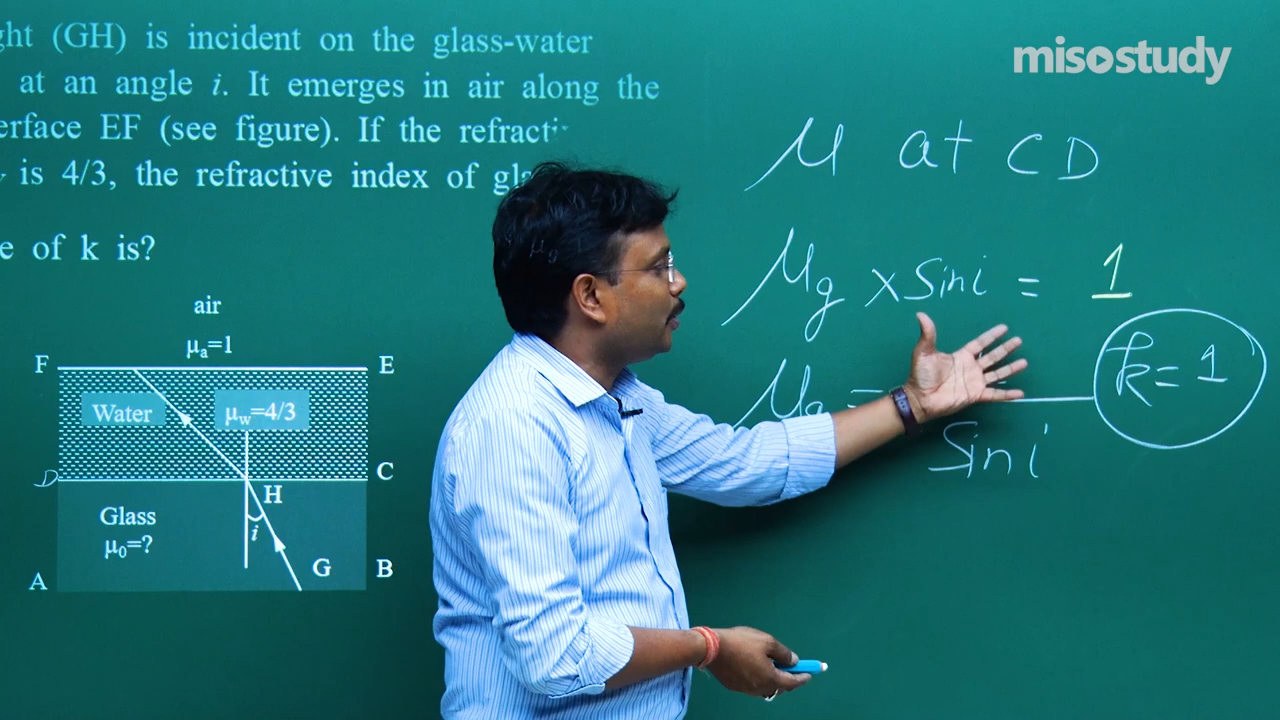 ght (GH) is incident on the glass-water
at an angle i. It emerges in air along the
erface EF (see figure). If the refracti
is 4/3, the refractive index of gla
e of k is?
air
μₐ=1
F
E
Water
μw=4/3
D
C
H
Glass
μ₀=?
i
A
G
B
misostudy
μ at CD
μg × Sin i = 1
k = 1
Sin i